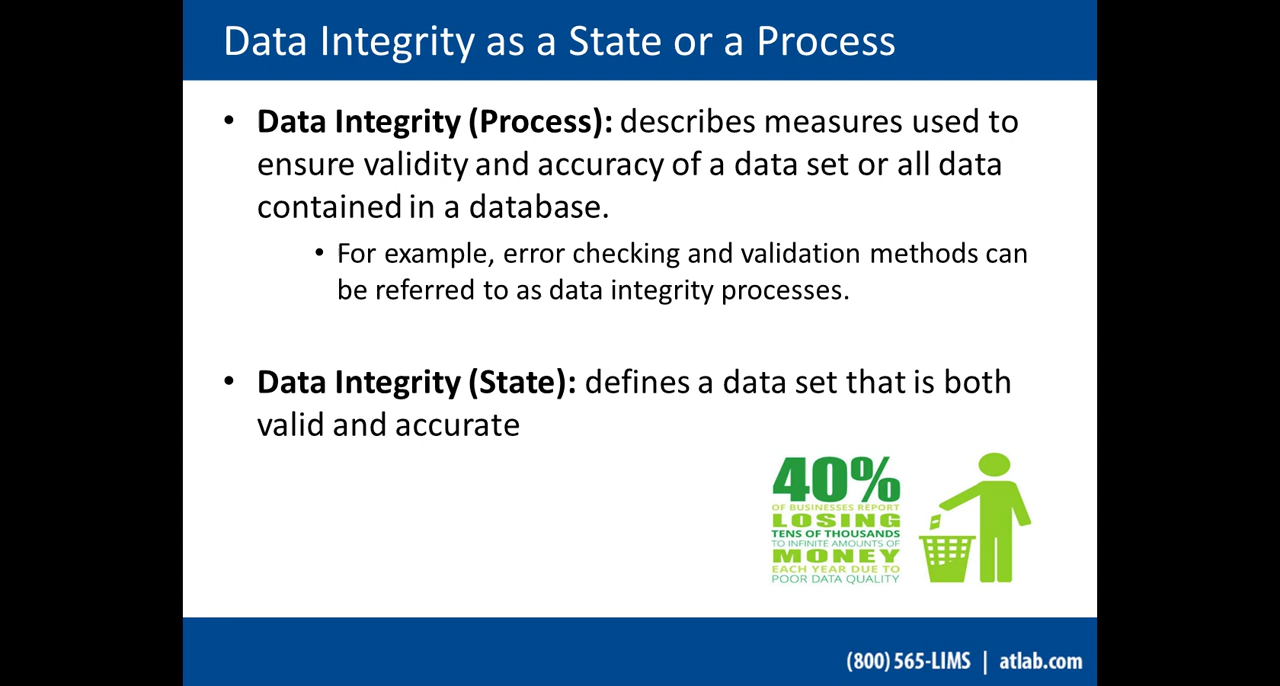 Data Integrity as a State or a Process
• Data Integrity (Process): describes measures used to
ensure validity and accuracy of a data set or all data
contained in a database.
• For example, error checking and validation methods can
be referred to as data integrity processes.
• Data Integrity (State): defines a data set that is both
valid and accurate
40%
OF BUSINESSES REPORT
LOSING
TENS OF THOUSANDS
TO INFINITE AMOUNTS OF
MONEY
EACH YEAR DUE TO
POOR DATA QUALITY
(800) 565-LIMS | atlab.com